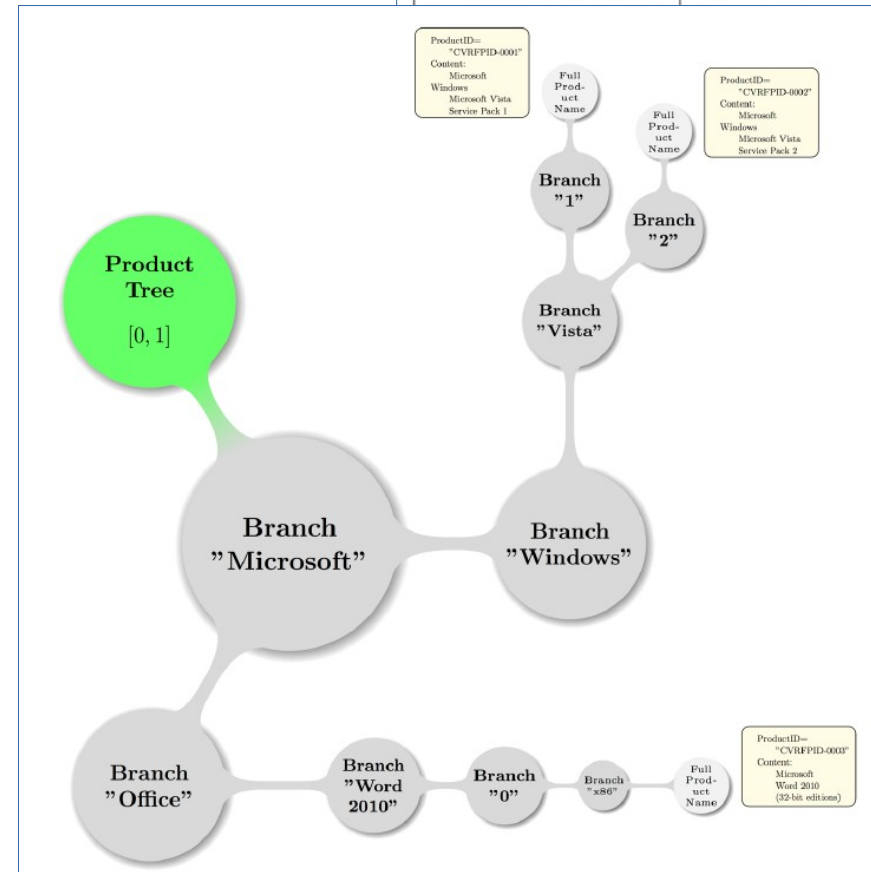 ProductID=
"CVRFPID-0001"
Content:
Microsoft
Windows
Microsoft Vista
Service Pack 1
Full
Prod-
uct
Name
ProductID=
"CVRFPID-0002"
Content:
Microsoft
Windows
Microsoft Vista
Service Pack 2
Full
Prod-
uct
Name
Branch
"1"
Branch
"2"
Product
Tree
[0, 1]
Branch
"Vista"
Branch
"Microsoft"
Branch
"Windows"
Branch
"Office"
Branch
"Word
2010"
Branch
"0"
Branch
"x86"
Full
Prod-
uct
Name
ProductID=
"CVRFPID-0003"
Content:
Microsoft
Word 2010
(32-bit editions)